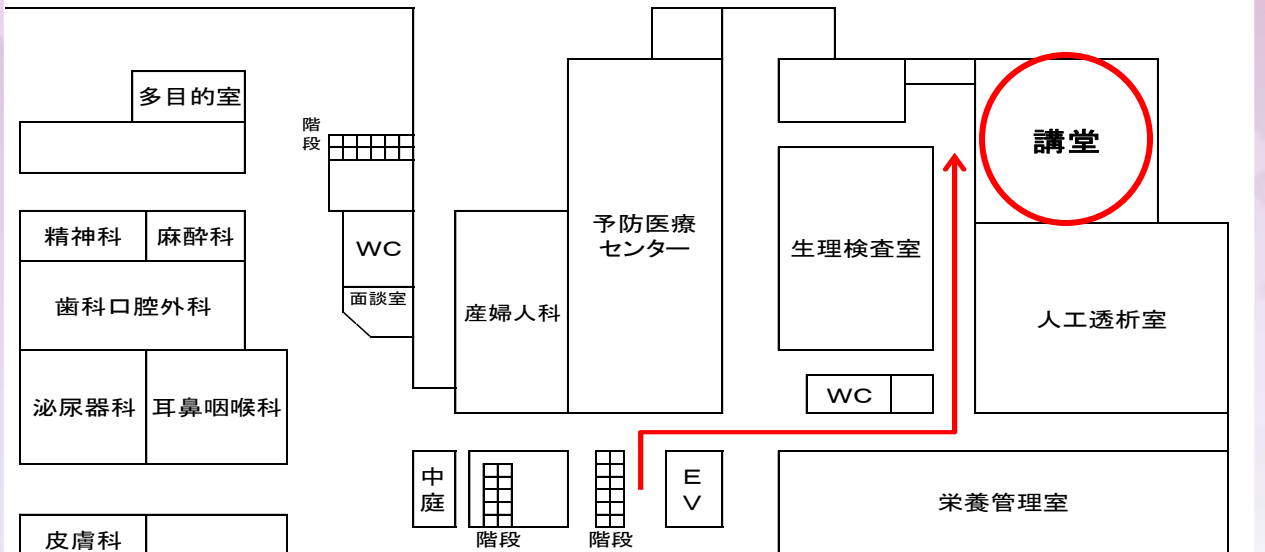 多目的室
階
段
講堂
精神科
麻酔科
WC
予防医療
センター
生理検査室
面談室
歯科口腔外科
産婦人科
人工透析室
泌尿器科
耳鼻咽喉科
WC
中
庭
E
V
栄養管理室
皮膚科
階段
階段